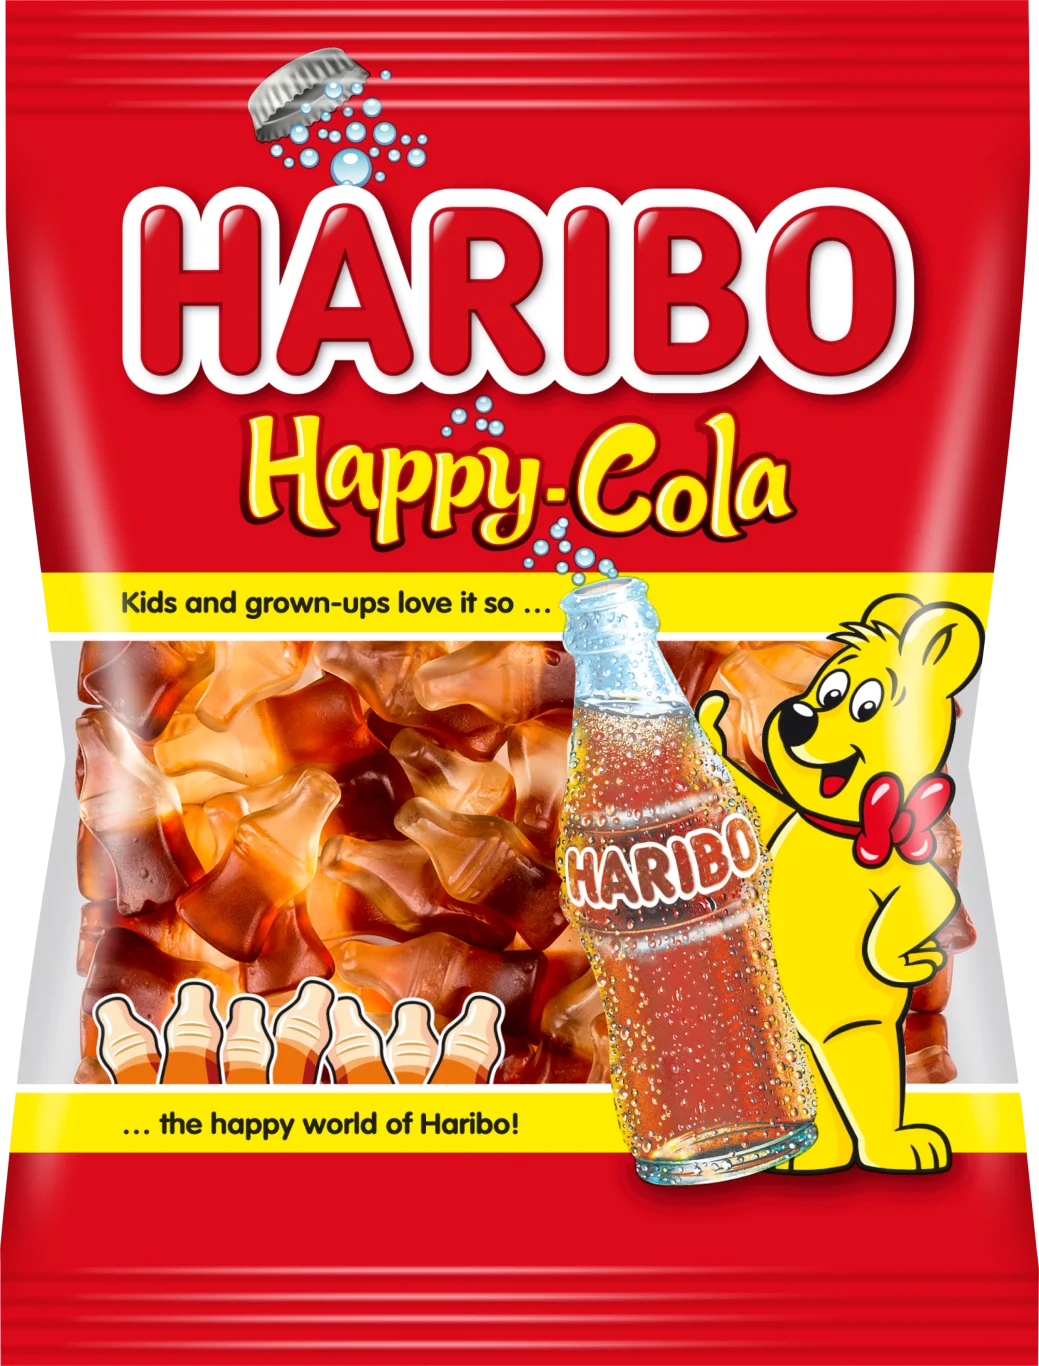 HARIBO
Happy-Cola
Kids and grown-ups love it so ...
HARIBO
... the happy world of Haribo!